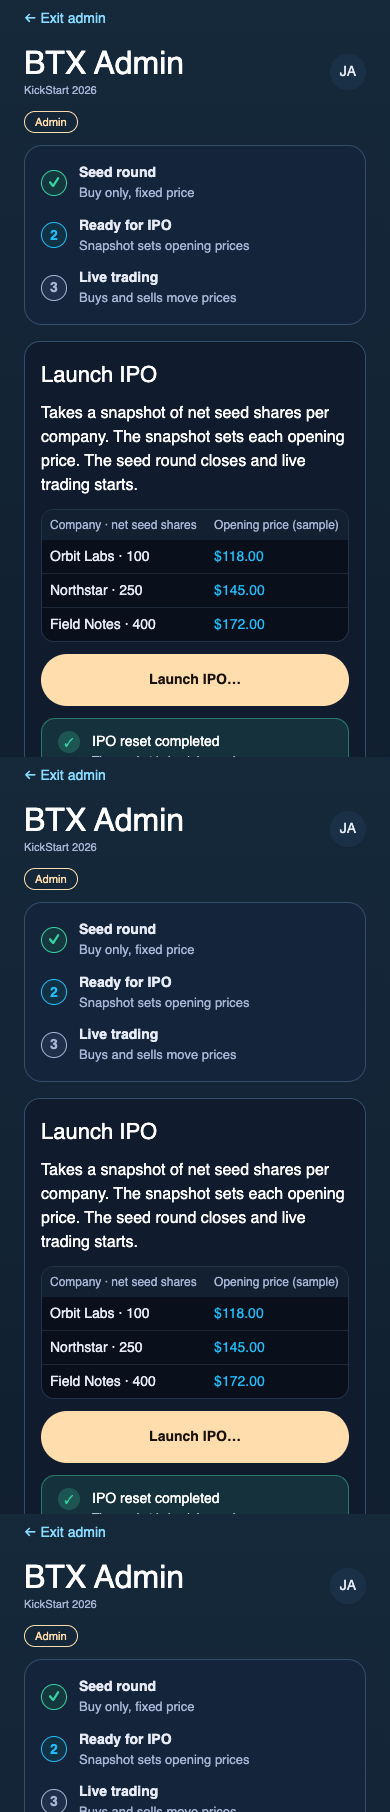 ← Exit admin
BTX Admin
JA
KickStart 2026
Admin
Seed round
Buy only, fixed price
2
Ready for IPO
Snapshot sets opening prices
3
Live trading
Buys and sells move prices
Launch IPO
Takes a snapshot of net seed shares per
company. The snapshot sets each opening
price. The seed round closes and live
trading starts.
Company · net seed shares Opening price (sample)
Orbit Labs · 100 $118.00
Northstar · 250 $145.00
Field Notes · 400 $172.00
Launch IPO...
✓ IPO reset completed
← Exit admin
BTX Admin
JA
KickStart 2026
Admin
Seed round
Buy only, fixed price
2
Ready for IPO
Snapshot sets opening prices
3
Live trading
Buys and sells move prices
Launch IPO
Takes a snapshot of net seed shares per
company. The snapshot sets each opening
price. The seed round closes and live
trading starts.
Company · net seed shares Opening price (sample)
Orbit Labs · 100 $118.00
Northstar · 250 $145.00
Field Notes · 400 $172.00
Launch IPO...
✓ IPO reset completed
← Exit admin
BTX Admin
JA
KickStart 2026
Admin
Seed round
Buy only, fixed price
2
Ready for IPO
Snapshot sets opening prices
3
Live trading
Buys and sells move prices